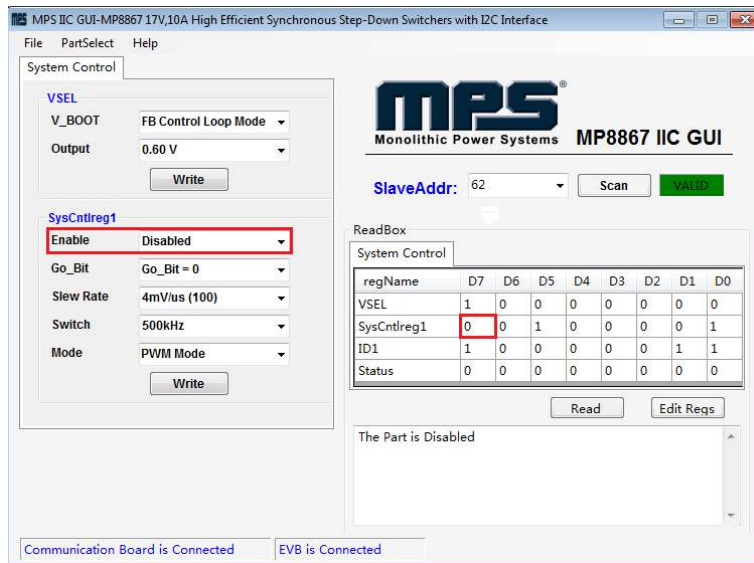 MPS IIC GUI-MP8867 17V,10A High Efficient Synchronous Step-Down Switchers with I2C Interface
File PartSelect Help
System Control
VSEL
V_BOOT FB Control Loop Mode
Output 0.60 V
Write
SysCntlreg1
Enable Disabled
Go_Bit Go_Bit = 0
Slew Rate 4mV/us (100)
Switch 500kHz
Mode PWM Mode
Write
mps®
Monolithic Power Systems MP8867 IIC GUI
SlaveAddr: 62 Scan VALID
ReadBox
System Control
regName D7 D6 D5 D4 D3 D2 D1 D0
VSEL 1 0 0 0 0 0 0 0
SysCntlreg1 0 0 1 0 0 0 0 1
ID1 1 0 0 0 0 0 1 1
Status 0 0 0 0 0 0 0 0
Read Edit Regs
The Part is Disabled
Communication Board is Connected EVB is Connected